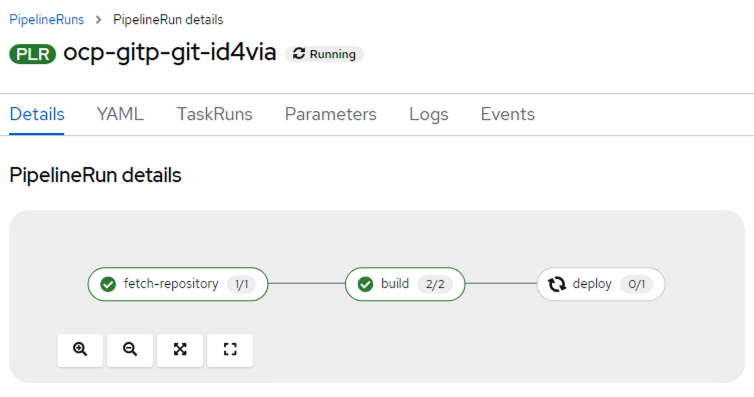 PipelineRuns > PipelineRun details
PLR ocp-gitp-git-id4via Running
Details YAML TaskRuns Parameters Logs Events
PipelineRun details
fetch-repository 1/1 build 2/2 deploy 0/1